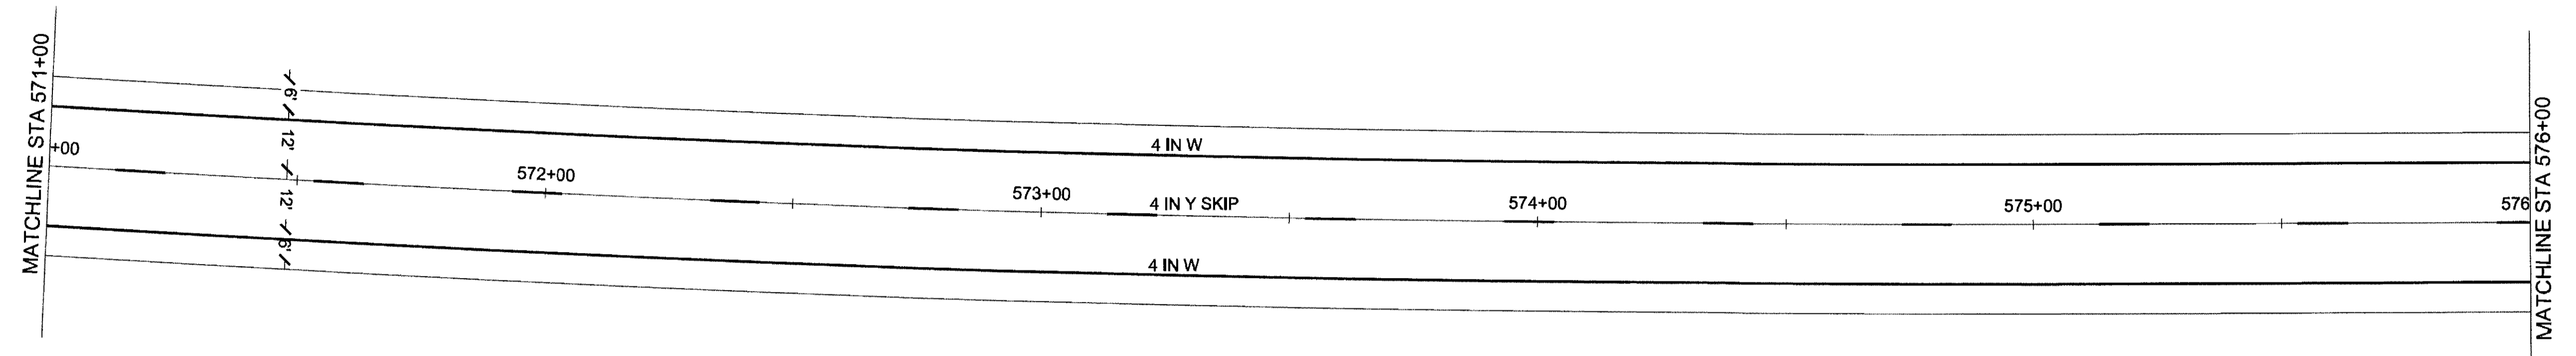 MATCHLINE STA 571+00
6'
12'
12'
6'
+00
572+00
573+00
574+00
575+00
576
4 IN W
4 IN Y SKIP
4 IN W
MATCHLINE STA 576+00